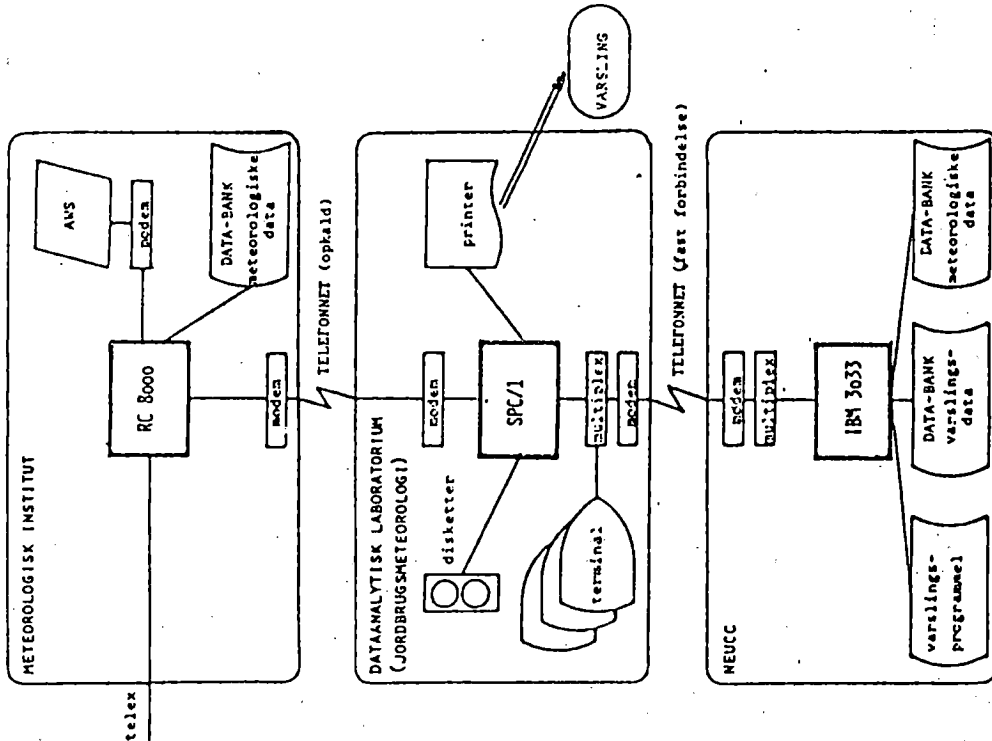 telex
METEOROLOGISK INSTITUT
RC 8000
modem
AWS
modem
DATA-BANK
meteorologiske
data
TELEFONNET (opkald)
DATAANALYTISK LABORATORIUM
(JORDBRUGSMETEOROLOGI)
disketter
terminal
modem
SPC/1
multiplex
modem
printer
VARSLING
TELEFONNET (fast forbindelse)
NEUCC
modem
multiplex
IBM 3033
varslings-
programmel
DATA-BANK
varslings-
data
DATA-BANK
meteorologiske
data